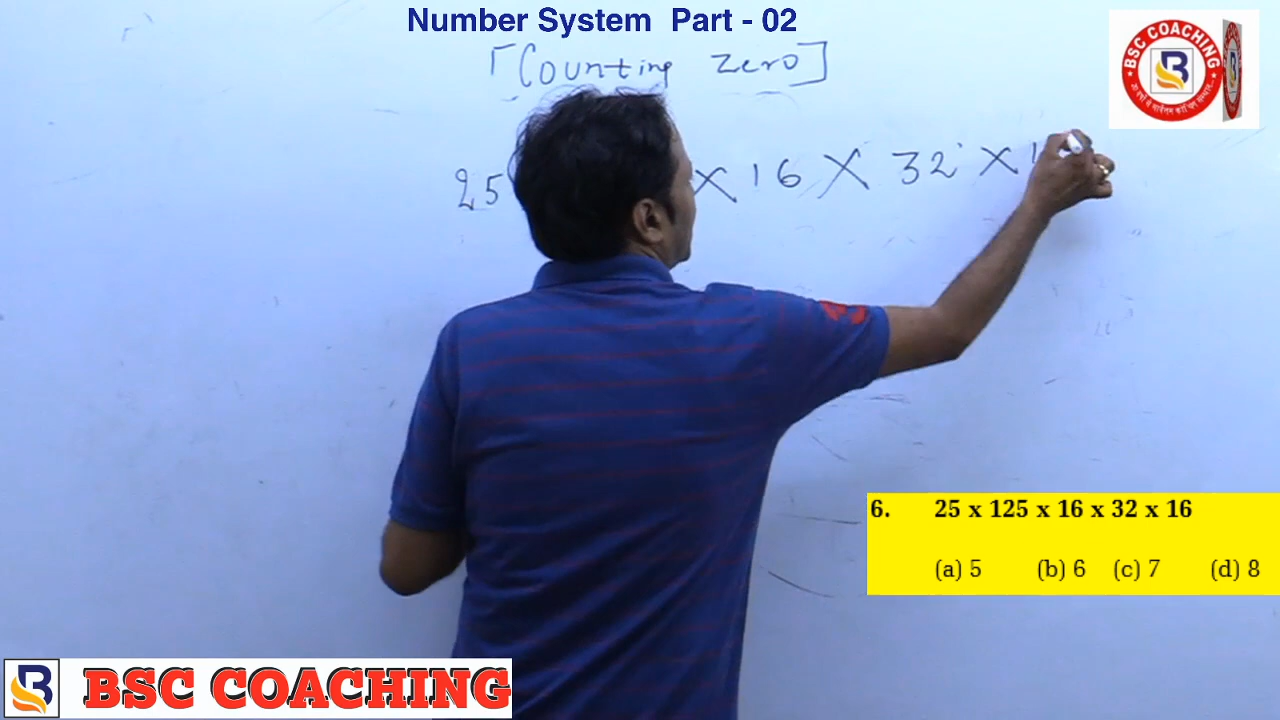 Number System Part - 02
[Counting Zero]
BSC COACHING
25 X 16 X 32 X 1
6. 25 x 125 x 16 x 32 x 16
(a) 5 (b) 6 (c) 7 (d) 8
BSC COACHING